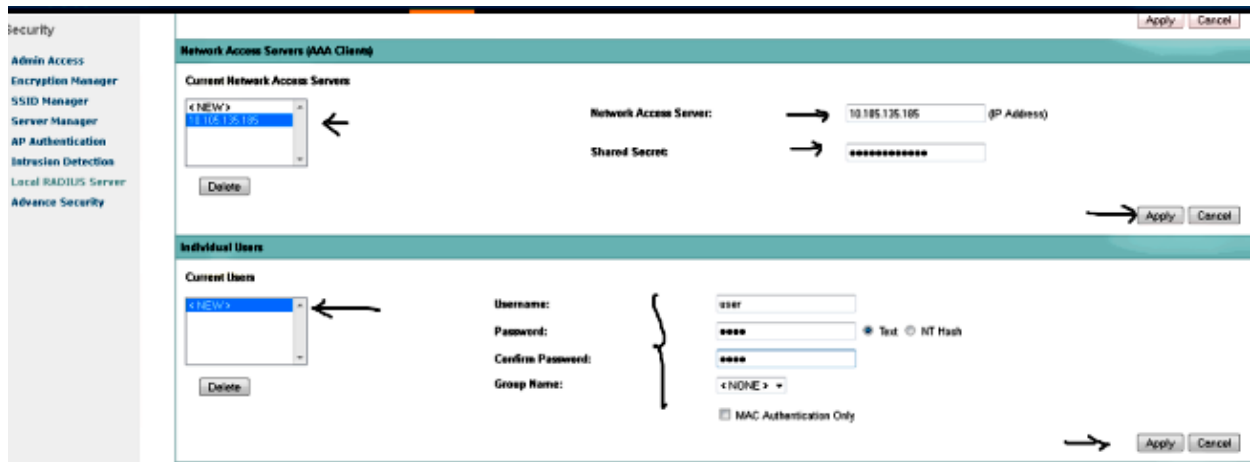 Security
Admin Access
Encryption Manager
SSID Manager
Server Manager
AP Authentication
Intrusion Detection
Local RADIUS Server
Advance Security
Apply Cancel
Network Access Servers (AAA Clients)
Current Network Access Servers
<NEW>
10.105.135.185
Delete
Network Access Server: 10.105.135.185 (IP Address)
Shared Secret: ●●●●●●●●●●●●
Apply Cancel
Individual Users
Current Users
<NEW>
Delete
Username: user
Password: ●●●● Text NT Hash
Confirm Password: ●●●●
Group Name: <NONE>
MAC Authentication Only
Apply Cancel